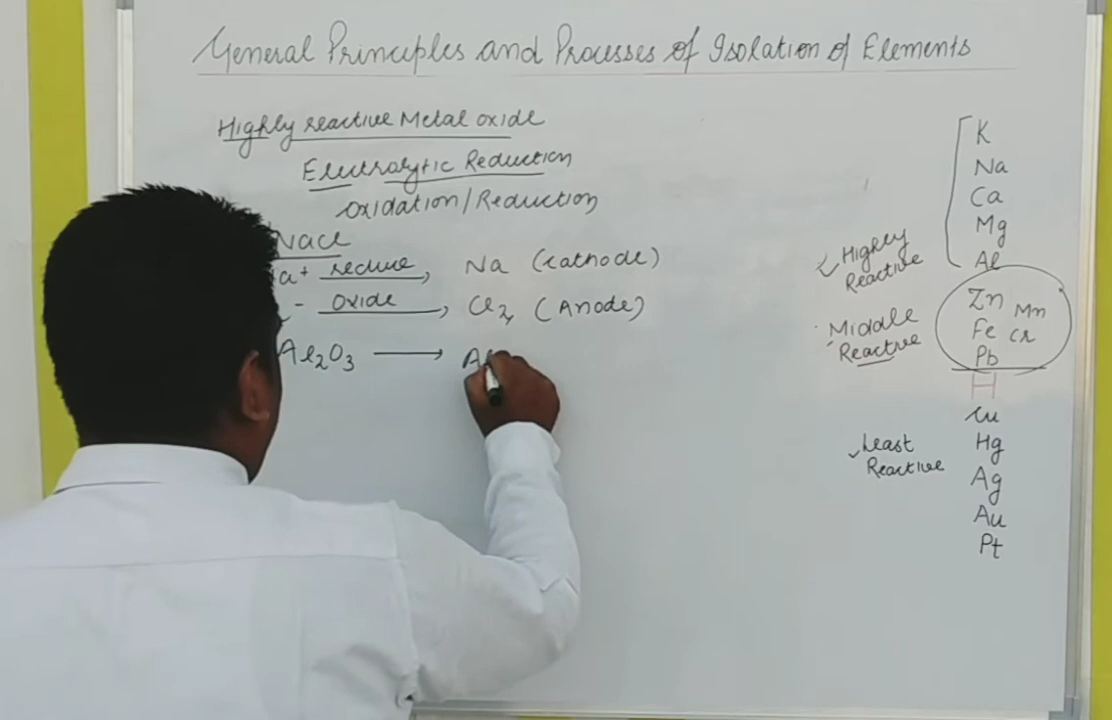 General Principles and Processes of Isolation of Elements
Highly reactive Metal oxide
Electrolytic Reduction
oxidation/Reduction
NaCl
a+ reduce Na (cathode)
- oxide Cl2 (Anode)
Al2O3 → Al
K
Na
Ca
Mg
Al
Highly
Reactive
Zn Mn
Fe Cr
Pb
Middle
Reactive
H
Cu
Hg
Ag
Au
Pt
Least
Reactive